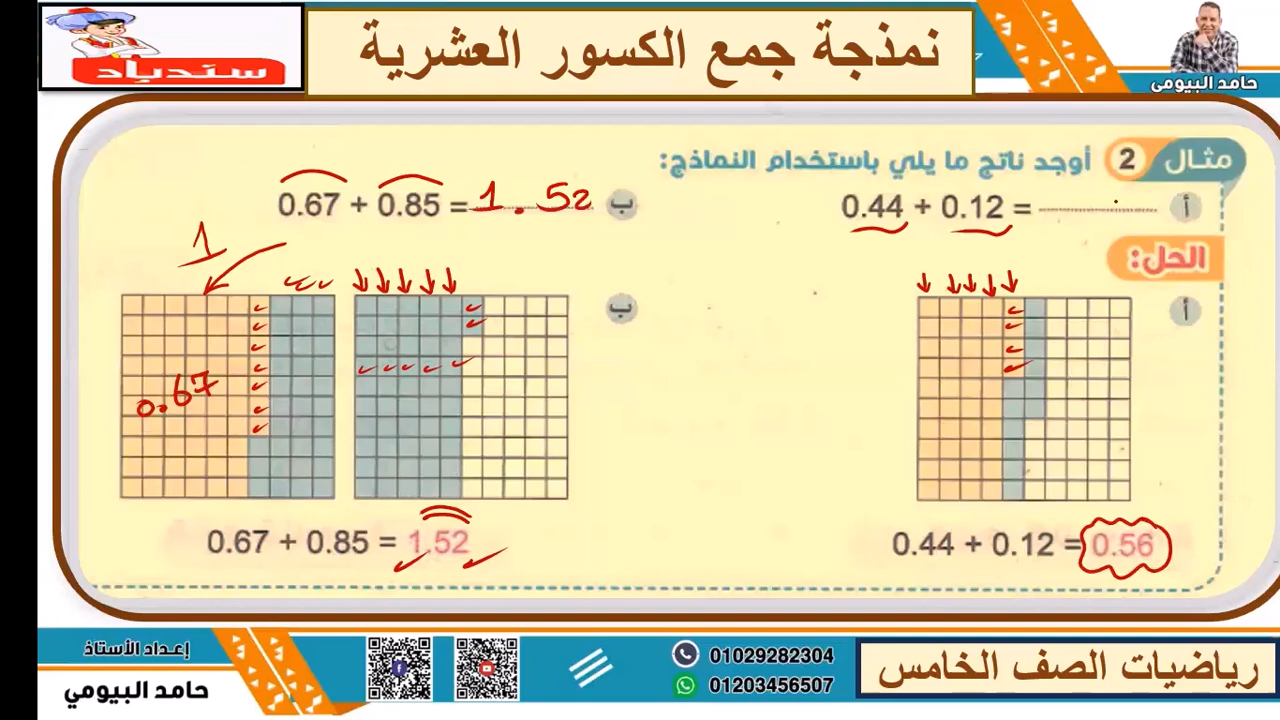 نمذجة جمع الكسور العشرية
سندباد
حامد البيومي
مثال 2 أوجد ناتج ما يلي باستخدام النماذج:
أ 0.44 + 0.12 =
ب 0.67 + 0.85 = 1.52
الحل:
أ
ب
1
0.67
0.44 + 0.12 = 0.56
0.67 + 0.85 = 1.52
رياضيات الصف الخامس
01029282304
01203456507
إعداد الأستاذ
حامد البيومي